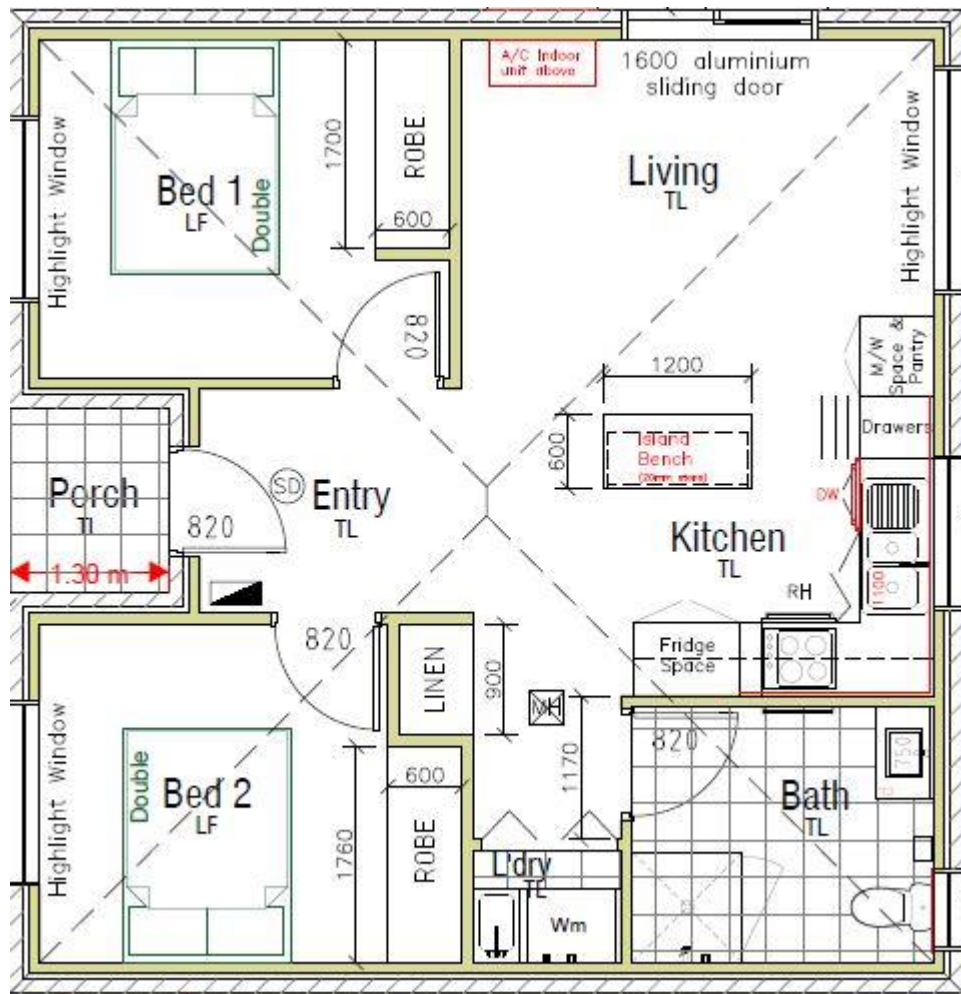 A/C Indoor
unit above
1600 aluminium
sliding door
Highlight Window
Bed 1
LF
Double
1700
ROBE
600
Living
TL
Highlight Window
820
1200
M/W
Space &
Pantry
600
Island
Bench
(20mm stone)
Drawers
Porch
TL
1.30 m
820
SD
Entry
TL
DW
Kitchen
TL
RH
1100
820
LINEN
900
Fridge
Space
MH
820
750
Highlight Window
Double
Bed 2
LF
600
1760
ROBE
1170
Bath
TL
L'dry
TL
Wm